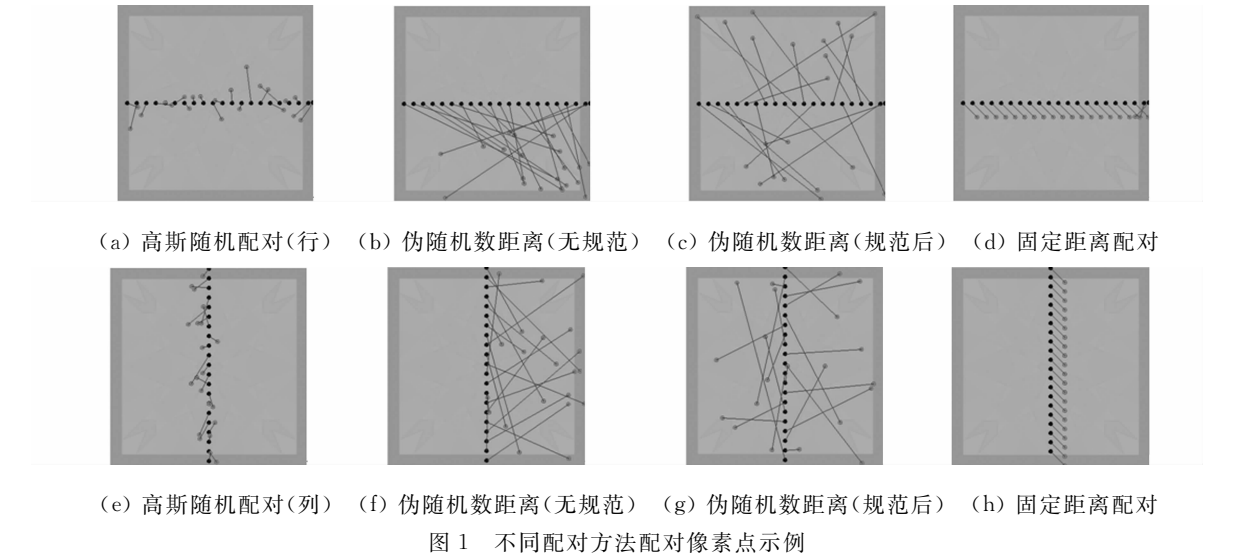 (a) 高斯随机配对(行) (b) 伪随机数距离(无规范) (c) 伪随机数距离(规范后) (d) 固定距离配对
(e) 高斯随机配对(列) (f) 伪随机数距离(无规范) (g) 伪随机数距离(规范后) (h) 固定距离配对
图 1 不同配对方法配对像素点示例